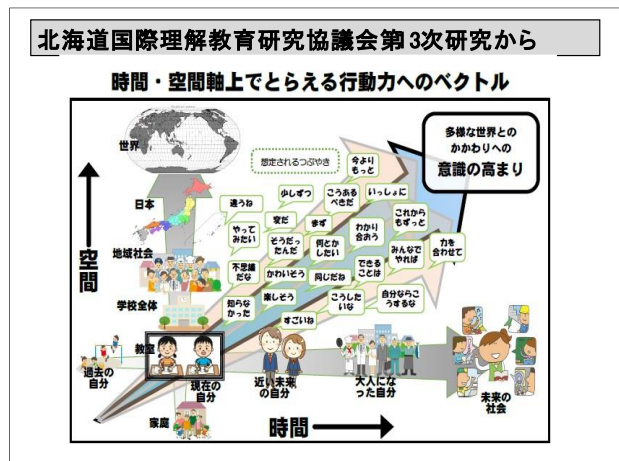 北海道国際理解教育研究協議会第13次研究から
時間・空間軸上でとらえる行動力へのベクトル
多様な世界との
かかわりへの
意識の高まり
想定されるつぶやき
世界
日本
地域社会
学校全体
教室
家庭
空間
時間
過去の
自分
現在の
自分
近い未来
の自分
大人にな
った自分
未来の
社会
今より
もっと
少しずつ
こうある
べきだ
いっしょに
違うね
変だ
まず
これから
もずっと
やって
みたい
そうだっ
たんだ
何とか
したい
わかり
合おう
みんなで
やれば
力を
合わせて
不思議
だな
かわいそう
同じだね
できる
ことは
知らな
かった
楽しそう
こうした
いな
自分ならこ
うするな
すごいね